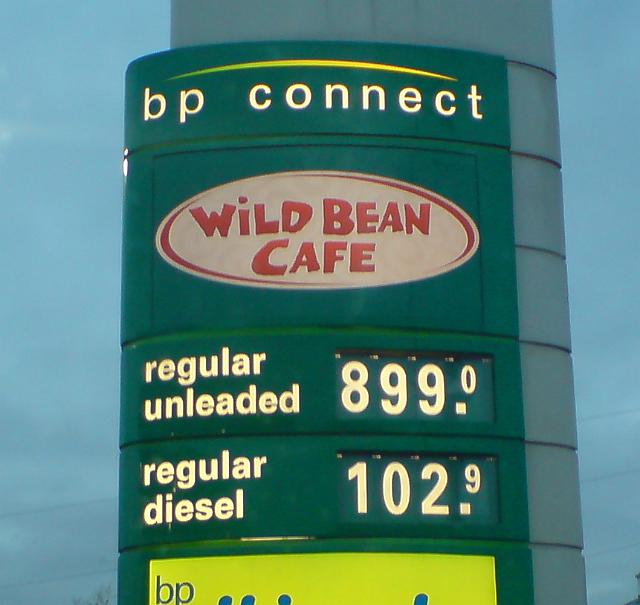 bp connect
WiLD BEAN
CAFE
regular
unleaded
899.0
regular
diesel
102.9
bp